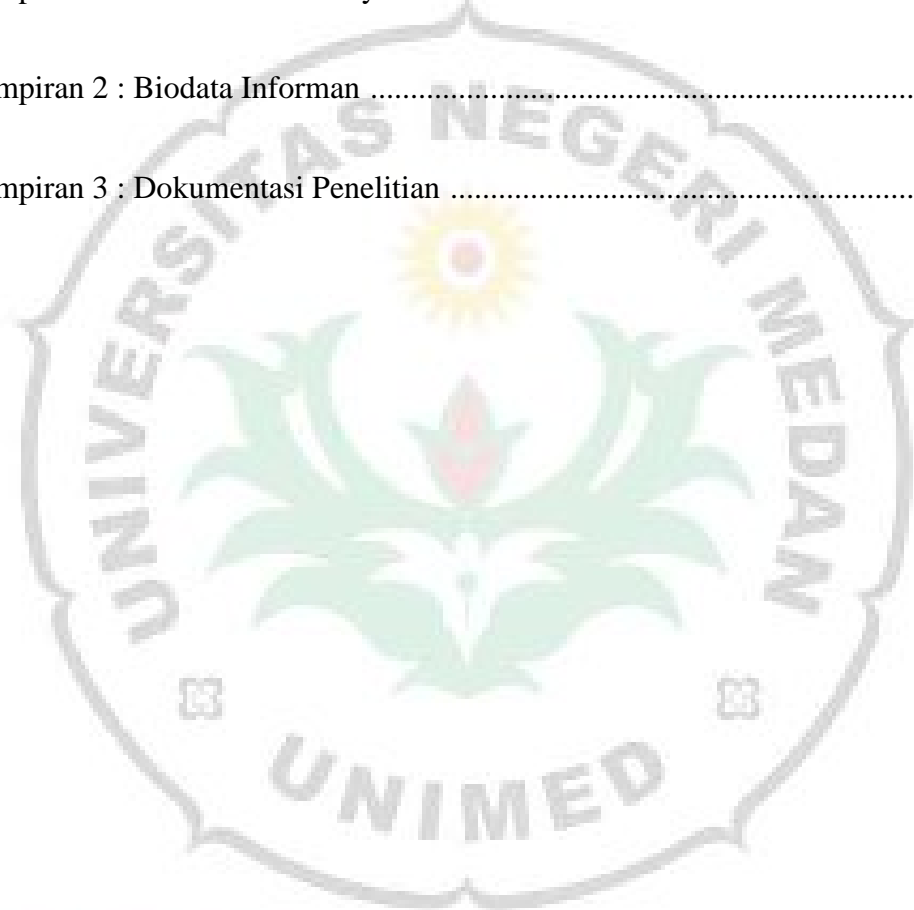 mpiran 2 : Biodata Informan ....................................................................
mpiran 3 : Dokumentasi Penelitian ..........................................................
UNIVERSITAS NEGERI MEDAN
UNIMED